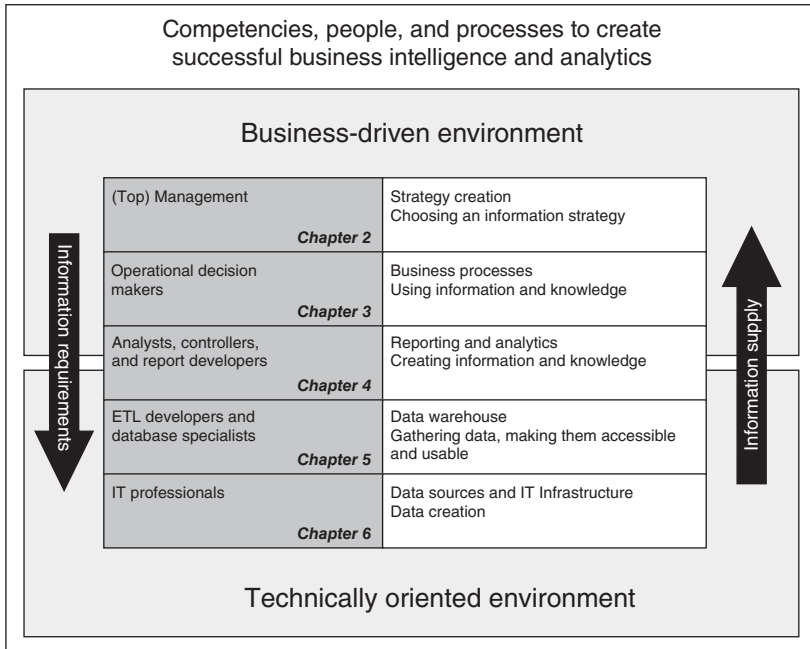 Competencies, people, and processes to create
successful business intelligence and analytics
Business-driven environment
Information requirements
(Top) Management
Chapter 2
Strategy creation
Choosing an information strategy
Operational decision
makers
Chapter 3
Business processes
Using information and knowledge
Analysts, controllers,
and report developers
Chapter 4
Reporting and analytics
Creating information and knowledge
ETL developers and
database specialists
Chapter 5
Data warehouse
Gathering data, making them accessible
and usable
IT professionals
Chapter 6
Data sources and IT Infrastructure
Data creation
Information supply
Technically oriented environment